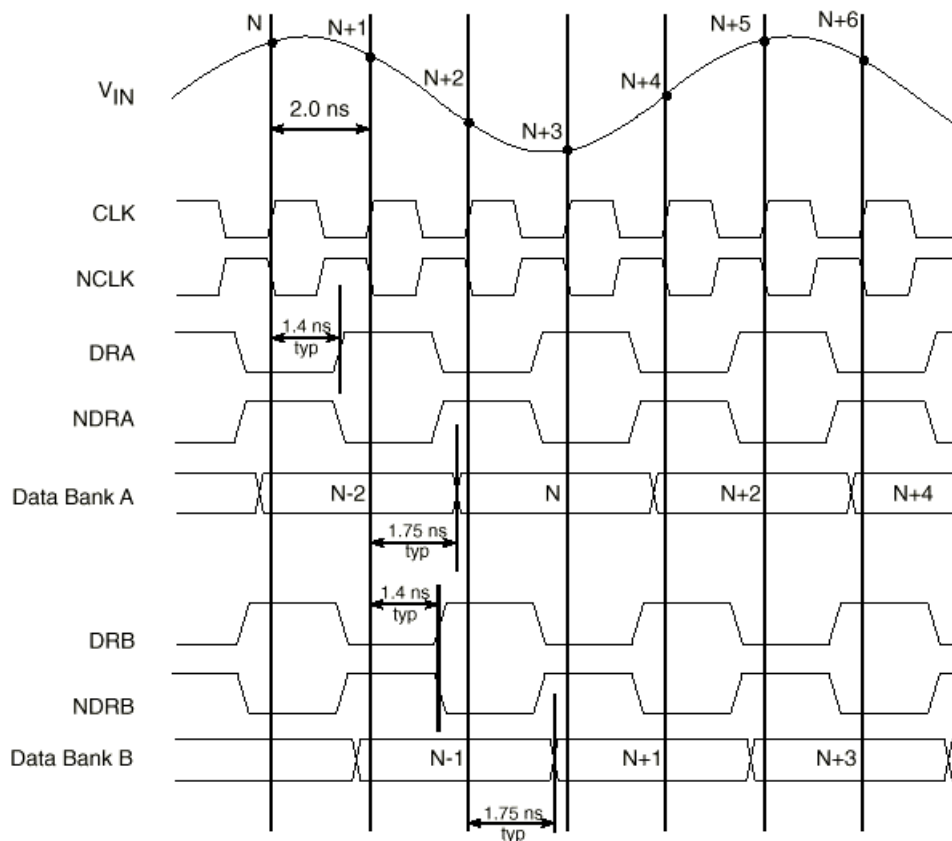 N
N+1
N+2
N+3
N+4
N+5
N+6
VIN
2.0 ns
CLK
NCLK
1.4 ns
typ
DRA
NDRA
Data Bank A
N-2
N
N+2
N+4
1.75 ns
typ
1.4 ns
typ
DRB
NDRB
Data Bank B
N-1
N+1
N+3
1.75 ns
typ